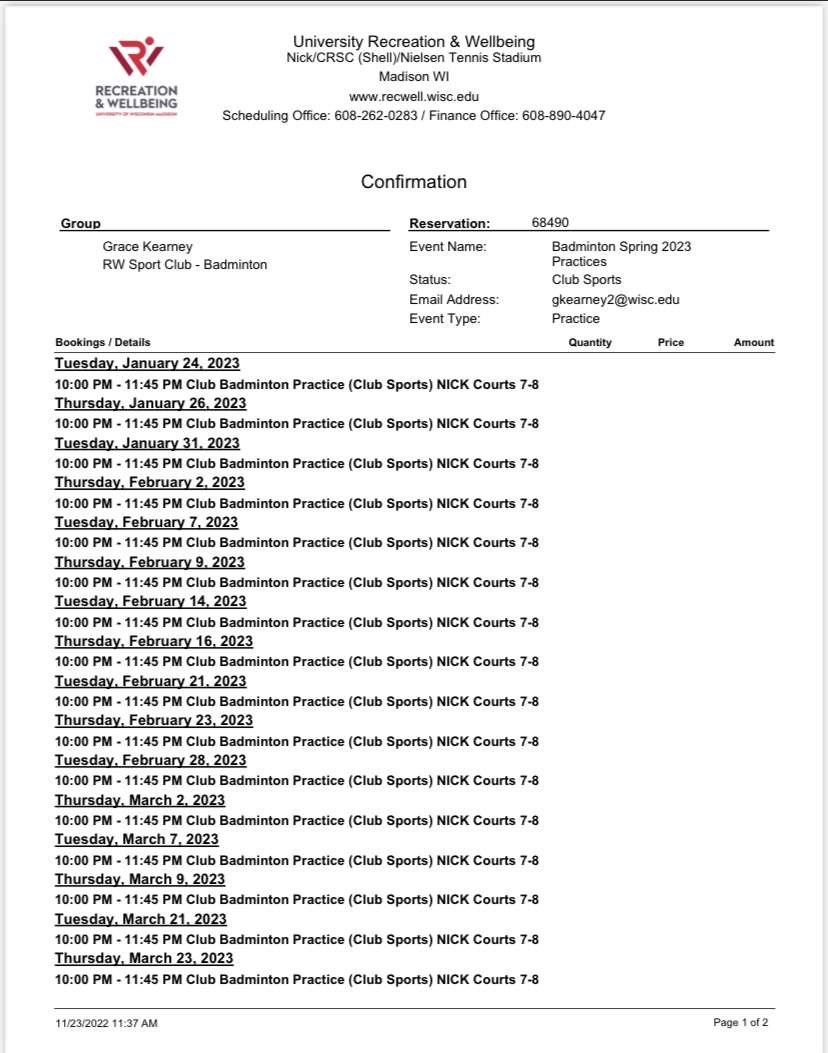 RECREATION
& WELLBEING
UNIVERSITY OF WISCONSIN-MADISON
University Recreation & Wellbeing
Nick/CRSC (Shell)/Nielsen Tennis Stadium
Madison WI
www.recwell.wisc.edu
Scheduling Office: 608-262-0283 / Finance Office: 608-890-4047
Confirmation
Group
Grace Kearney
RW Sport Club - Badminton
Reservation: 68490
Event Name: Badminton Spring 2023
Practices
Status: Club Sports
Email Address: gkearney2@wisc.edu
Event Type: Practice
Bookings / Details Quantity Price Amount
Tuesday, January 24, 2023
10:00 PM - 11:45 PM Club Badminton Practice (Club Sports) NICK Courts 7-8
Thursday, January 26, 2023
10:00 PM - 11:45 PM Club Badminton Practice (Club Sports) NICK Courts 7-8
Tuesday, January 31, 2023
10:00 PM - 11:45 PM Club Badminton Practice (Club Sports) NICK Courts 7-8
Thursday, February 2, 2023
10:00 PM - 11:45 PM Club Badminton Practice (Club Sports) NICK Courts 7-8
Tuesday, February 7, 2023
10:00 PM - 11:45 PM Club Badminton Practice (Club Sports) NICK Courts 7-8
Thursday, February 9, 2023
10:00 PM - 11:45 PM Club Badminton Practice (Club Sports) NICK Courts 7-8
Tuesday, February 14, 2023
10:00 PM - 11:45 PM Club Badminton Practice (Club Sports) NICK Courts 7-8
Thursday, February 16, 2023
10:00 PM - 11:45 PM Club Badminton Practice (Club Sports) NICK Courts 7-8
Tuesday, February 21, 2023
10:00 PM - 11:45 PM Club Badminton Practice (Club Sports) NICK Courts 7-8
Thursday, February 23, 2023
10:00 PM - 11:45 PM Club Badminton Practice (Club Sports) NICK Courts 7-8
Tuesday, February 28, 2023
10:00 PM - 11:45 PM Club Badminton Practice (Club Sports) NICK Courts 7-8
Thursday, March 2, 2023
10:00 PM - 11:45 PM Club Badminton Practice (Club Sports) NICK Courts 7-8
Tuesday, March 7, 2023
10:00 PM - 11:45 PM Club Badminton Practice (Club Sports) NICK Courts 7-8
Thursday, March 9, 2023
10:00 PM - 11:45 PM Club Badminton Practice (Club Sports) NICK Courts 7-8
Tuesday, March 21, 2023
10:00 PM - 11:45 PM Club Badminton Practice (Club Sports) NICK Courts 7-8
Thursday, March 23, 2023
10:00 PM - 11:45 PM Club Badminton Practice (Club Sports) NICK Courts 7-8
11/23/2022 11:37 AM Page 1 of 2